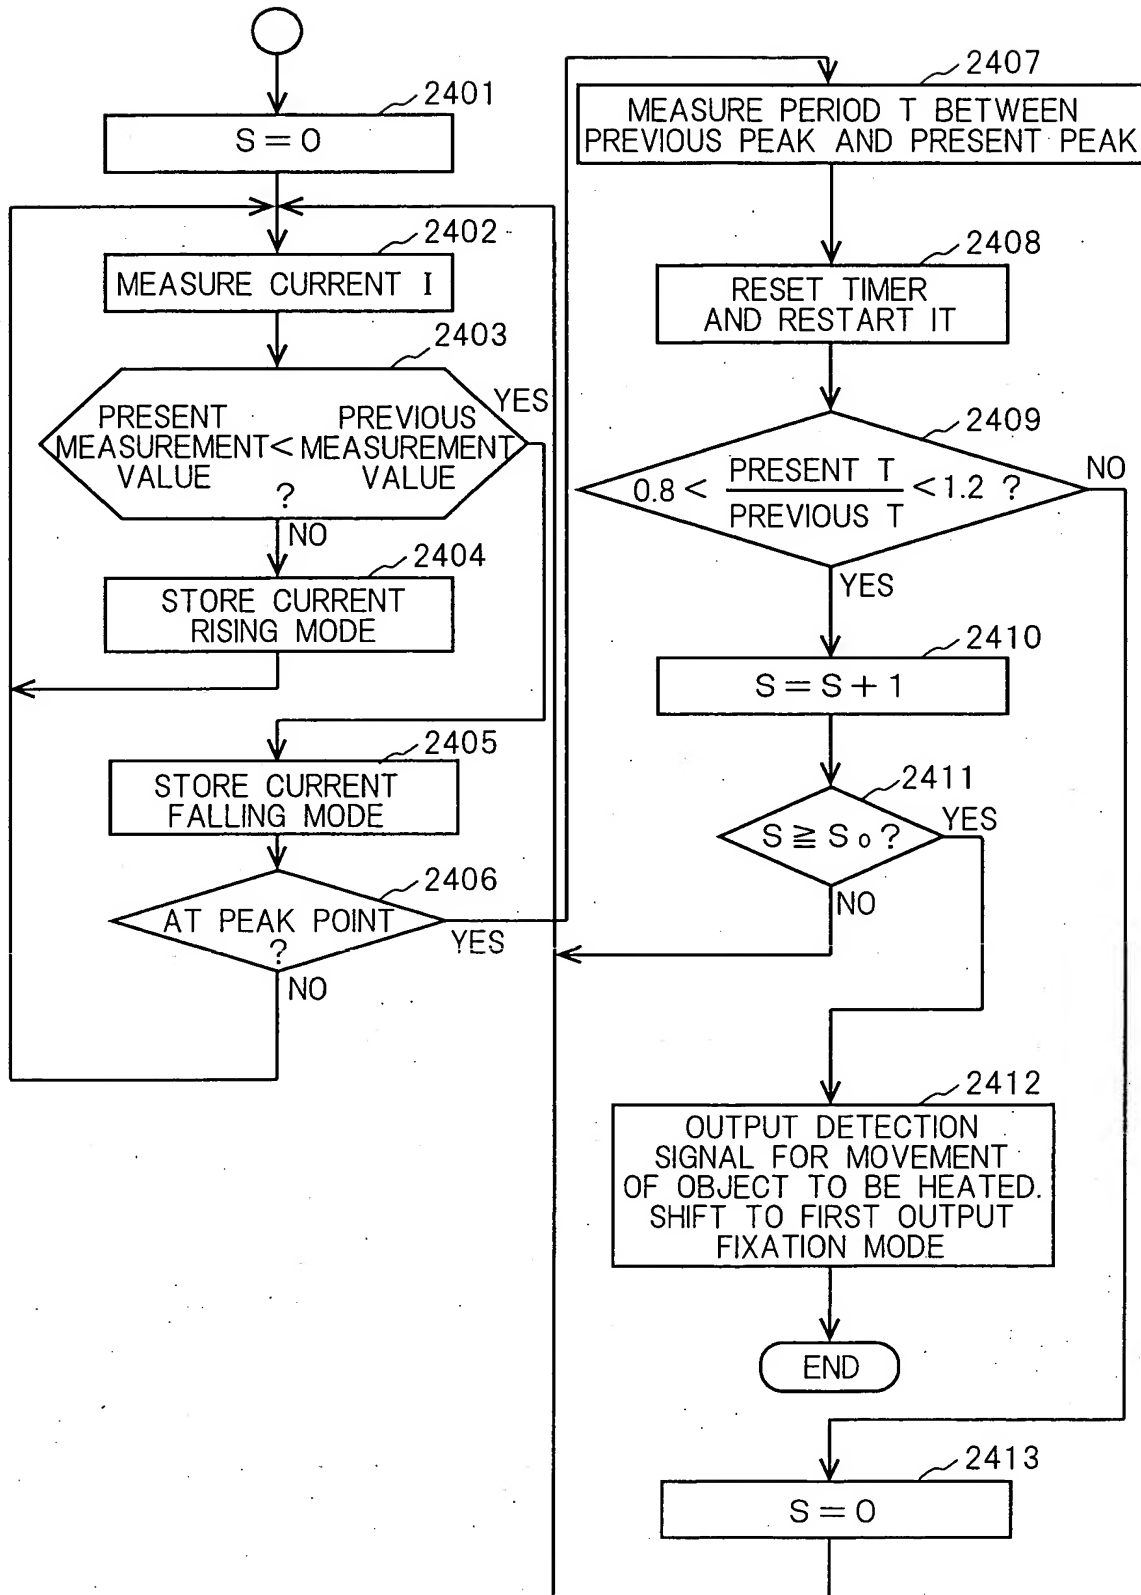 2401
S = 0
2402
MEASURE CURRENT I
2403
PRESENT MEASUREMENT VALUE < PREVIOUS MEASUREMENT VALUE
?
YES
NO
2404
STORE CURRENT
RISING MODE
2405
STORE CURRENT
FALLING MODE
2406
AT PEAK POINT
?
YES
NO
2407
MEASURE PERIOD T BETWEEN
PREVIOUS PEAK AND PRESENT PEAK
2408
RESET TIMER
AND RESTART IT
2409
0.8 < PRESENT T / PREVIOUS T < 1.2 ?
NO
YES
2410
S = S + 1
2411
S ≧ S₀ ?
YES
NO
2412
OUTPUT DETECTION
SIGNAL FOR MOVEMENT
OF OBJECT TO BE HEATED.
SHIFT TO FIRST OUTPUT
FIXATION MODE
END
2413
S = 0